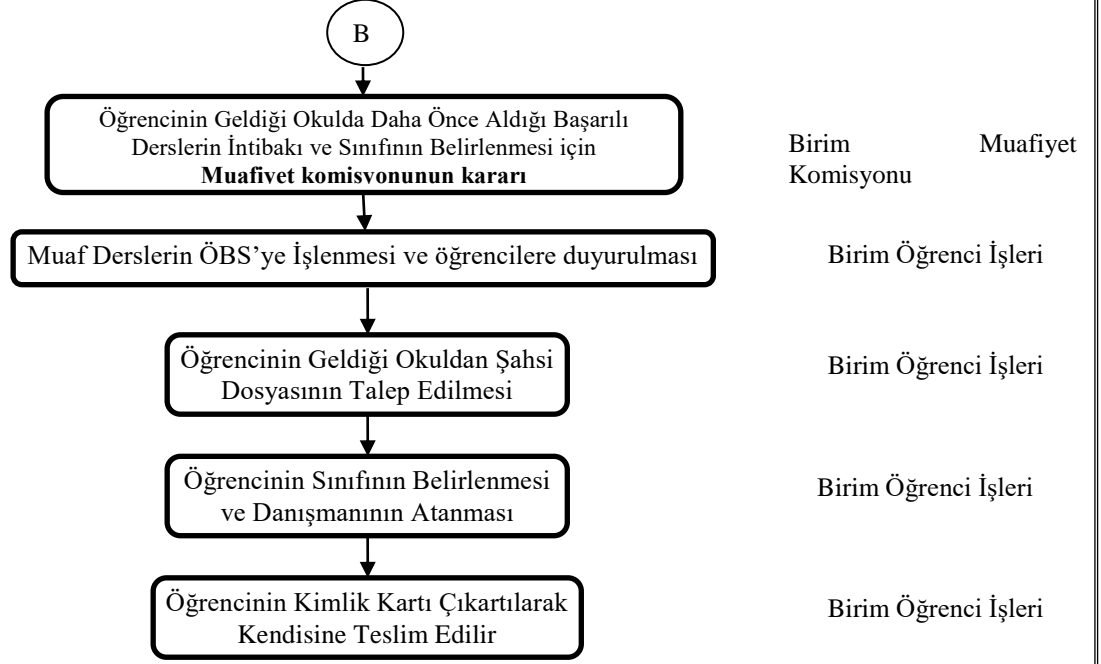 B
Öğrencinin Geldiği Okulda Daha Önce Aldığı Başarılı
Derslerin İntibakı ve Sınıfının Belirlenmesi için
Muafiyet komisyonunun kararı
Birim Muafiyet
Komisyonu
Muaf Derslerin ÖBS’ye İşlenmesi ve öğrencilere duyurulması
Birim Öğrenci İşleri
Öğrencinin Geldiği Okuldan Şahsi
Dosyasının Talep Edilmesi
Birim Öğrenci İşleri
Öğrencinin Sınıfının Belirlenmesi
ve Danışmanının Atanması
Birim Öğrenci İşleri
Öğrencinin Kimlik Kartı Çıkartılarak
Kendisine Teslim Edilir
Birim Öğrenci İşleri